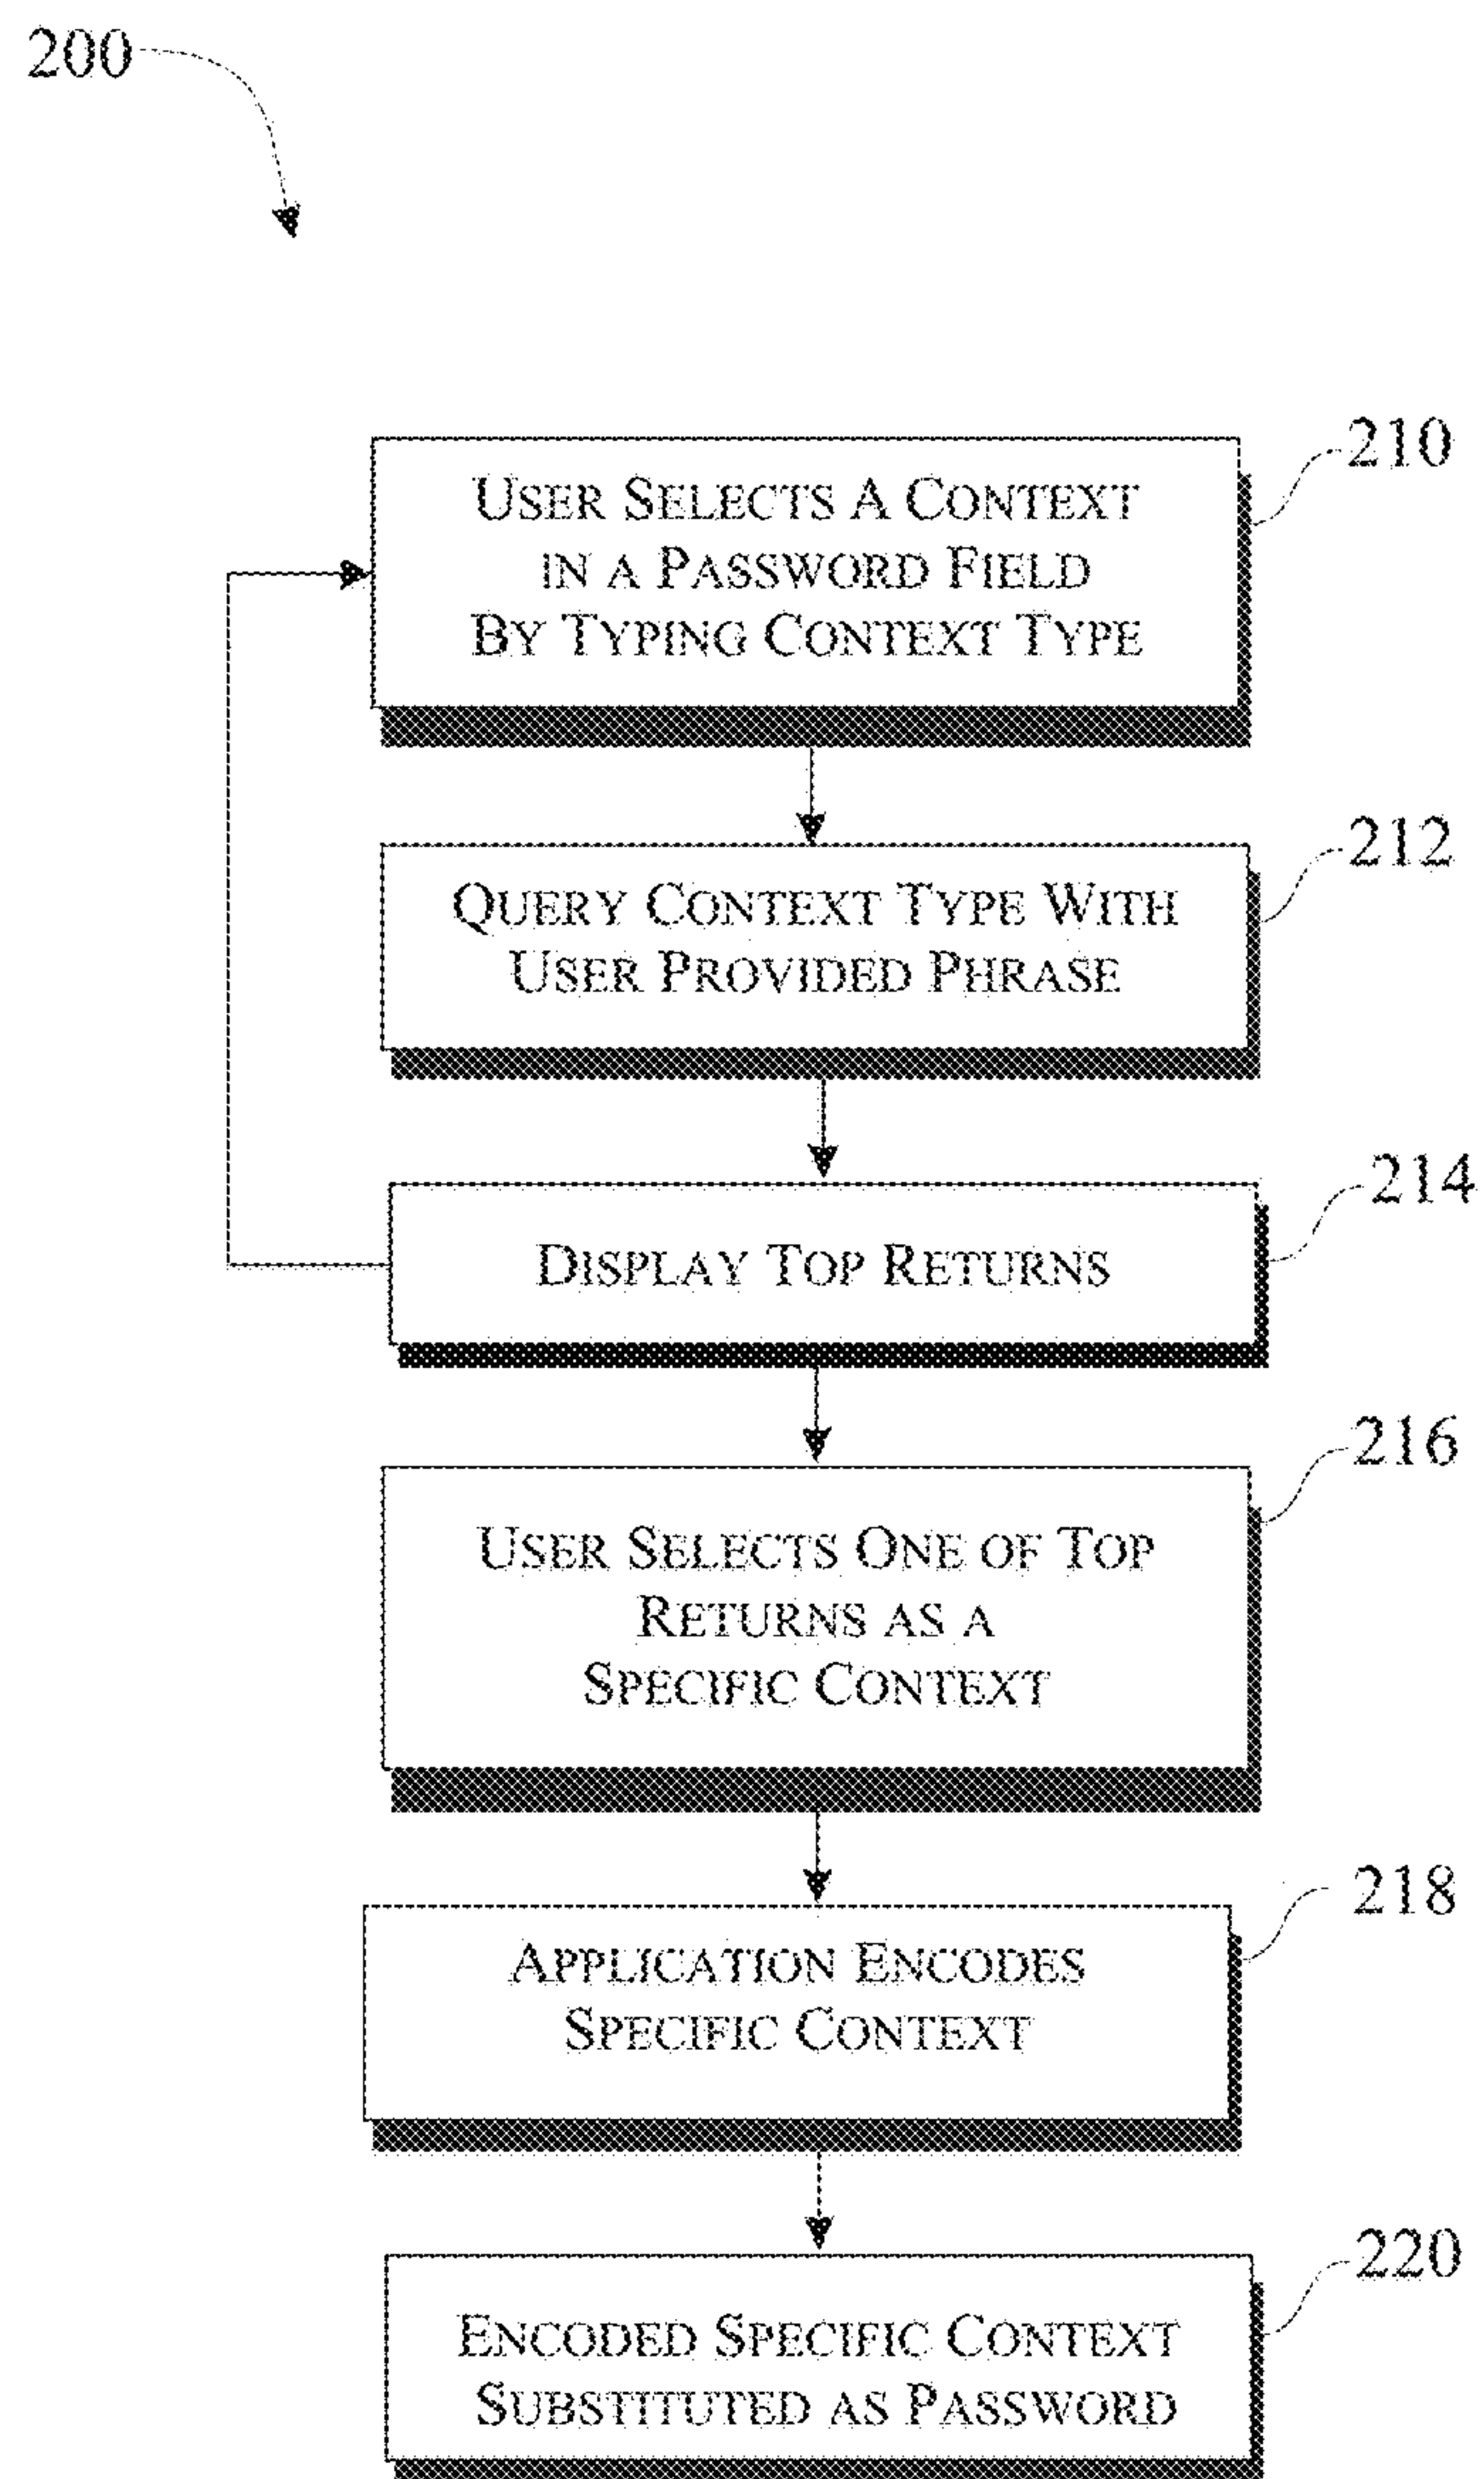 200
210
USER SELECTS A CONTEXT
IN A PASSWORD FIELD
BY TYPING CONTEXT TYPE
212
QUERY CONTEXT TYPE WITH
USER PROVIDED PHRASE
214
DISPLAY TOP RETURNS
216
USER SELECTS ONE OF TOP
RETURNS AS A
SPECIFIC CONTEXT
218
APPLICATION ENCODES
SPECIFIC CONTEXT
220
ENCODED SPECIFIC CONTEXT
SUBSTITUTED AS PASSWORD